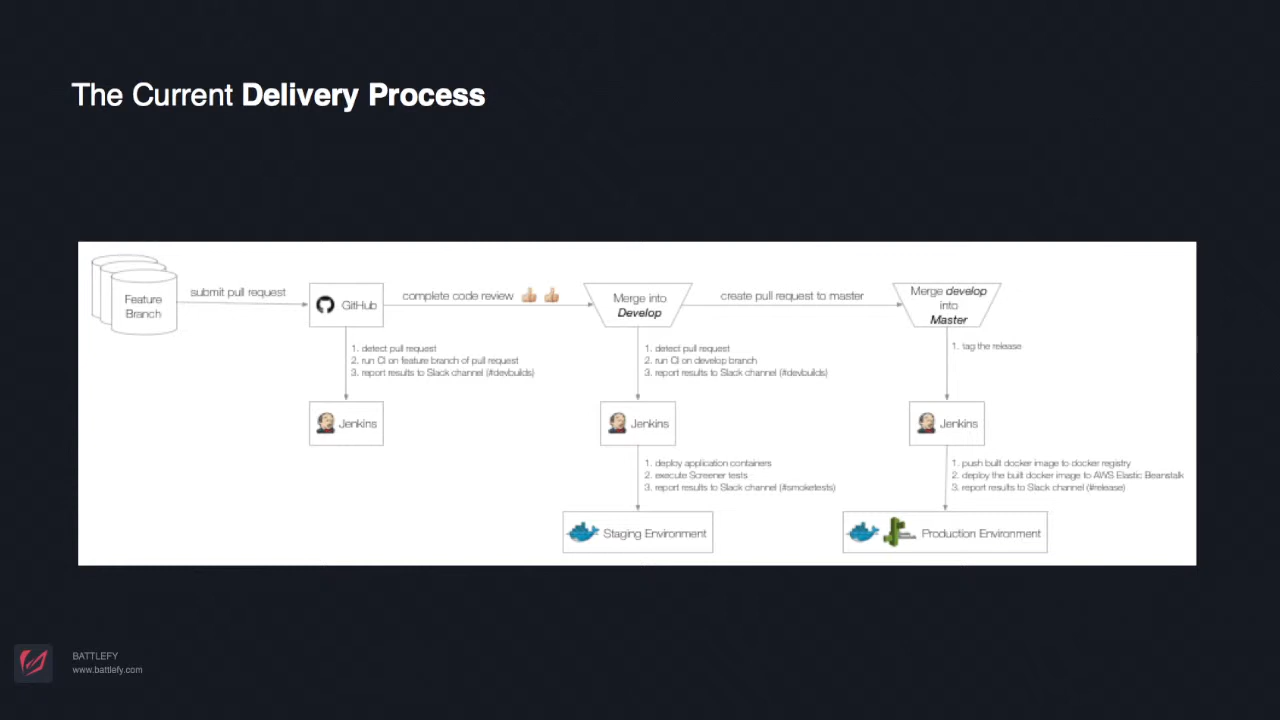 The Current Delivery Process
Feature
Branch
submit pull request
GitHub
complete code review
Merge into
Develop
create pull request to master
Merge develop
into
Master
1. detect pull request
2. run CI on feature branch of pull request
3. report results to Slack channel (#devbuilds)
1. detect pull request
2. run CI on develop branch
3. report results to Slack channel (#devbuilds)
1. tag the release
Jenkins
Jenkins
Jenkins
1. deploy application containers
2. execute Screener tests
3. report results to Slack channel (#smoketests)
1. push built docker image to docker registry
2. deploy the built docker image to AWS Elastic Beanstalk
3. report results to Slack channel (#release)
Staging Environment
Production Environment
BATTLEFY
www.battlefy.com